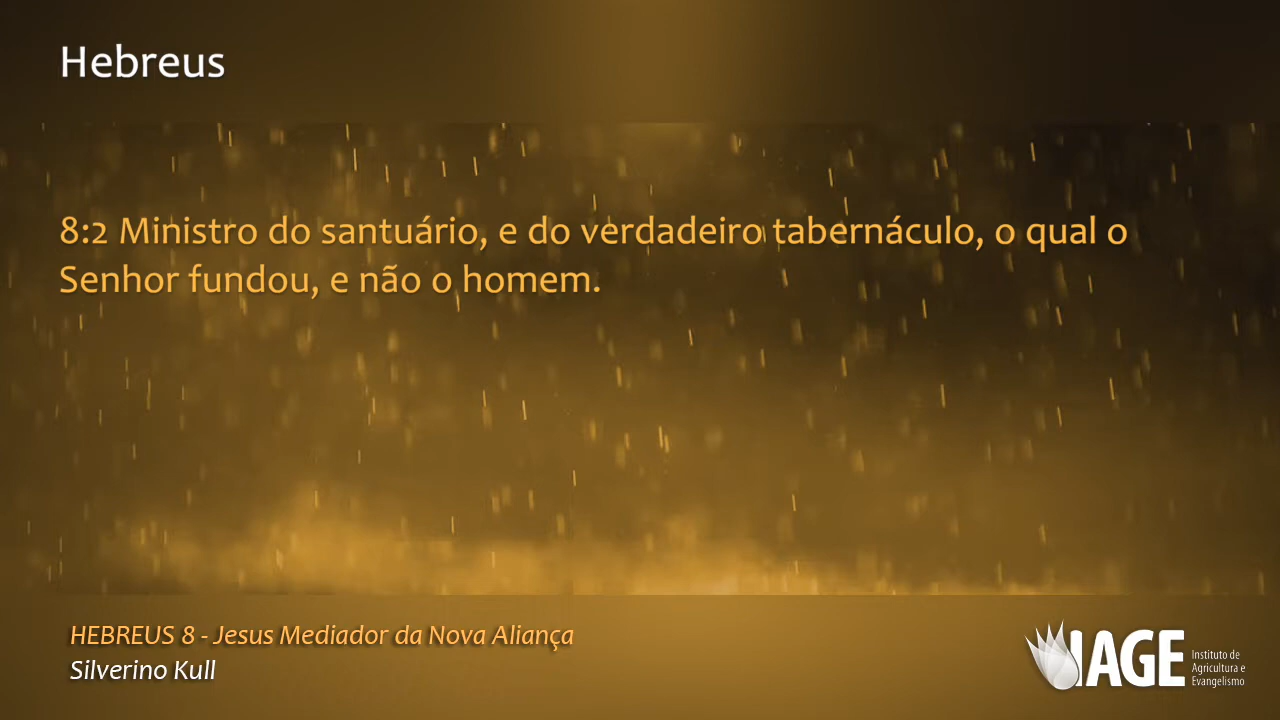 Hebreus
8:2 Ministro do santuário, e do verdadeiro tabernáculo, o qual o
Senhor fundou, e não o homem.
HEBREUS 8 - Jesus Mediador da Nova Aliança
Silverino Kull
IAGE
Instituto de
Agricultura e
Evangelismo